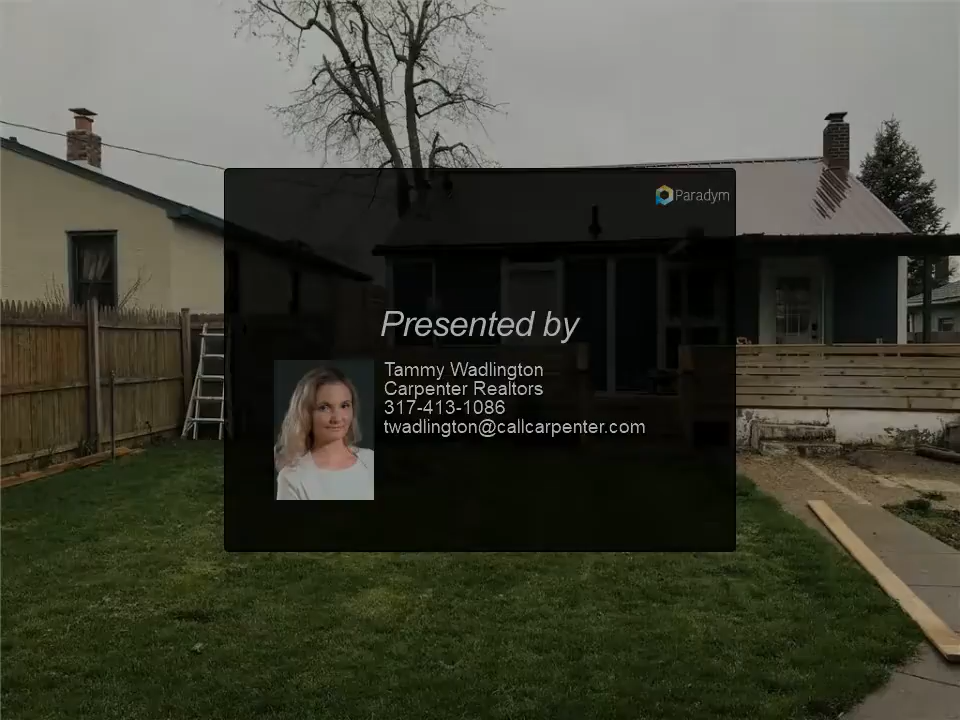 Paradym
Presented by
Tammy Wadlington
Carpenter Realtors
317-413-1086
twadlington@callcarpenter.com